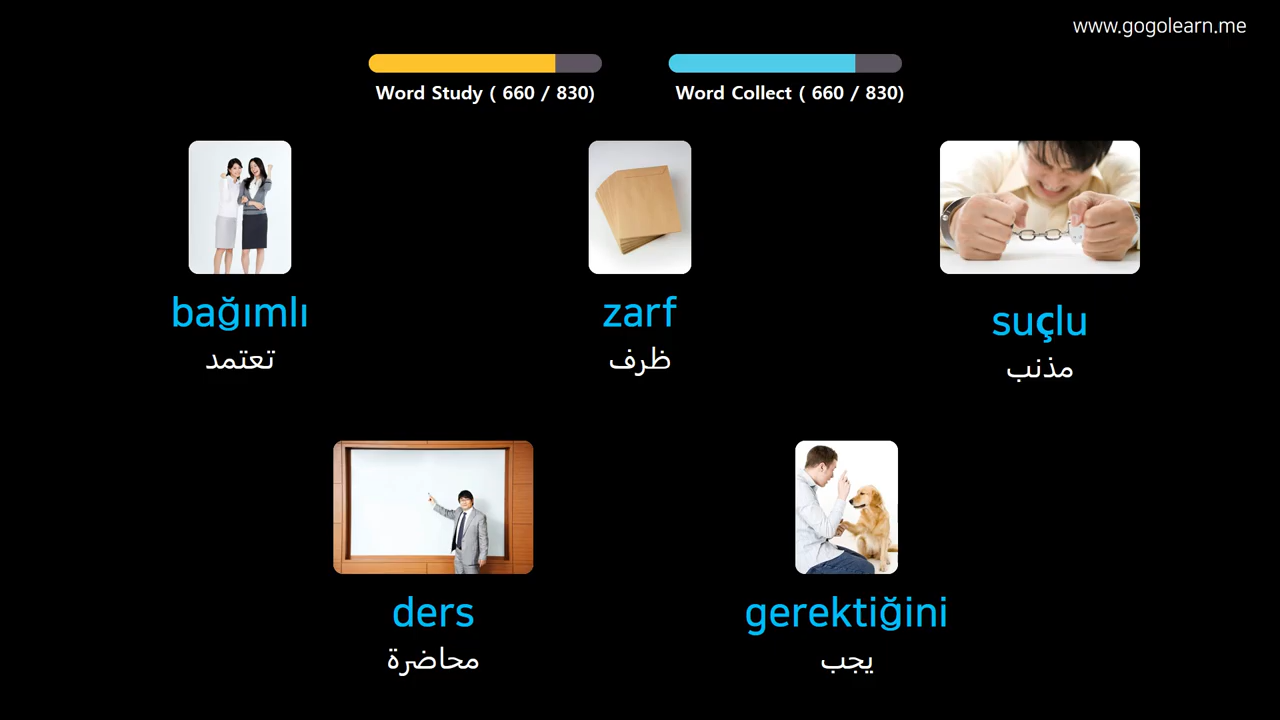 www.gogolearn.me
Word Study ( 660 / 830)
Word Collect ( 660 / 830)
bağımlı
تعتمد
zarf
ظرف
suçlu
مذنب
ders
محاضرة
gerektiğini
يجب